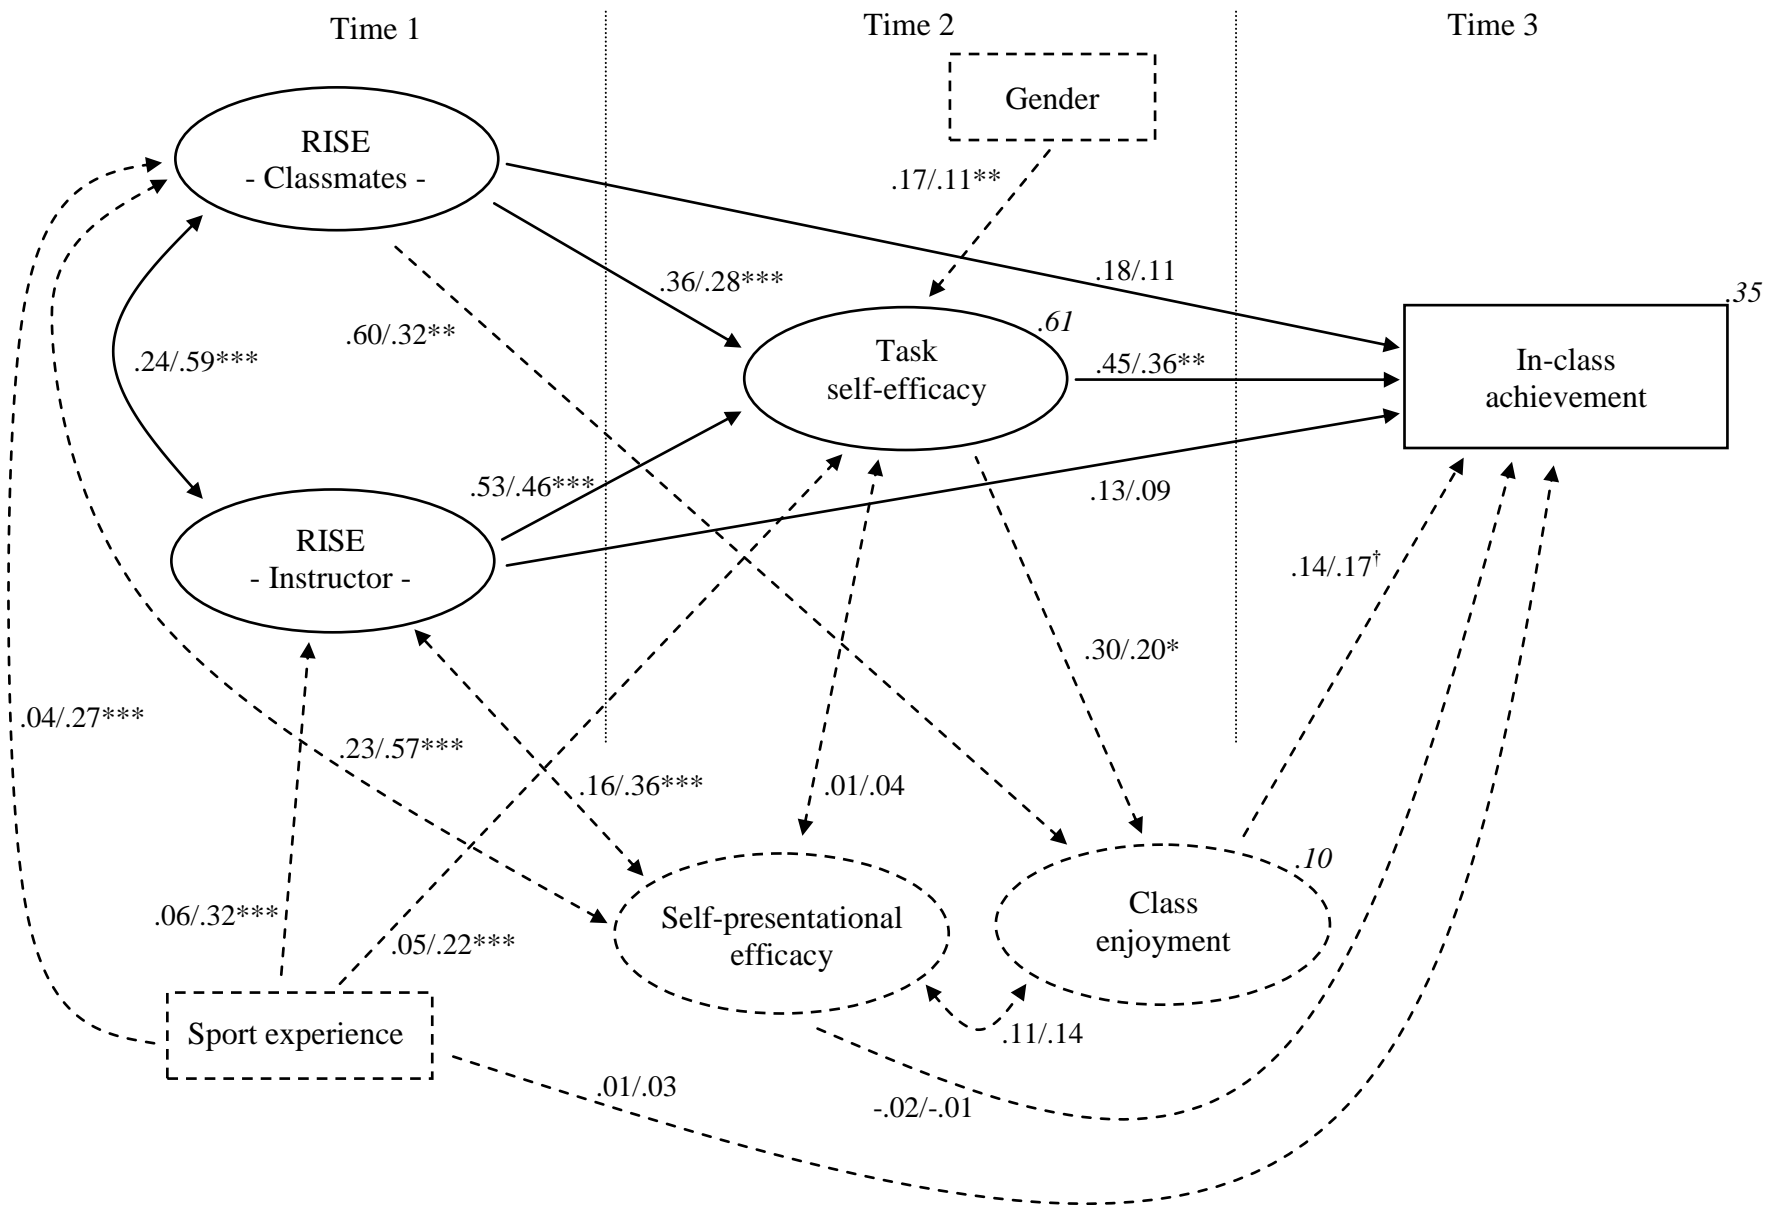 Time 1
Time 2
Time 3
Gender
RISE
- Classmates -
.17/.11**
.36/.28***
.18/.11
.35
.60/.32**
.61
.24/.59***
Task
self-efficacy
.45/.36**
In-class
achievement
.53/.46***
.13/.09
RISE
- Instructor -
.14/.17†
.30/.20*
.04/.27***
.23/.57***
.16/.36***
.01/.04
.10
.06/.32***
.05/.22***
Self-presentational
efficacy
Class
enjoyment
Sport experience
.11/.14
.01/.03
-.02/-.01